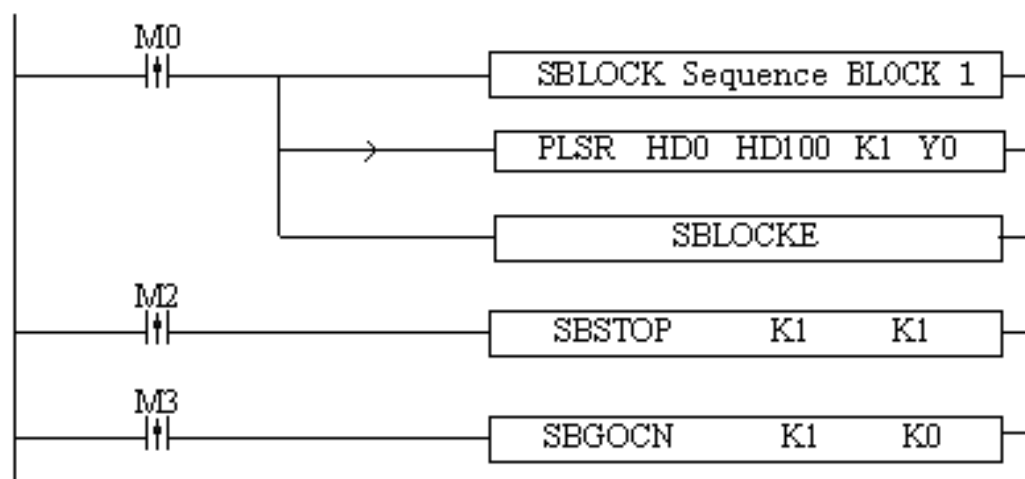 M0
SBLOCK Sequence BLOCK 1
PLSR HD0 HD100 K1 Y0
SBLOCKE
M2
SBSTOP K1 K1
M3
SBGOCN K1 K0